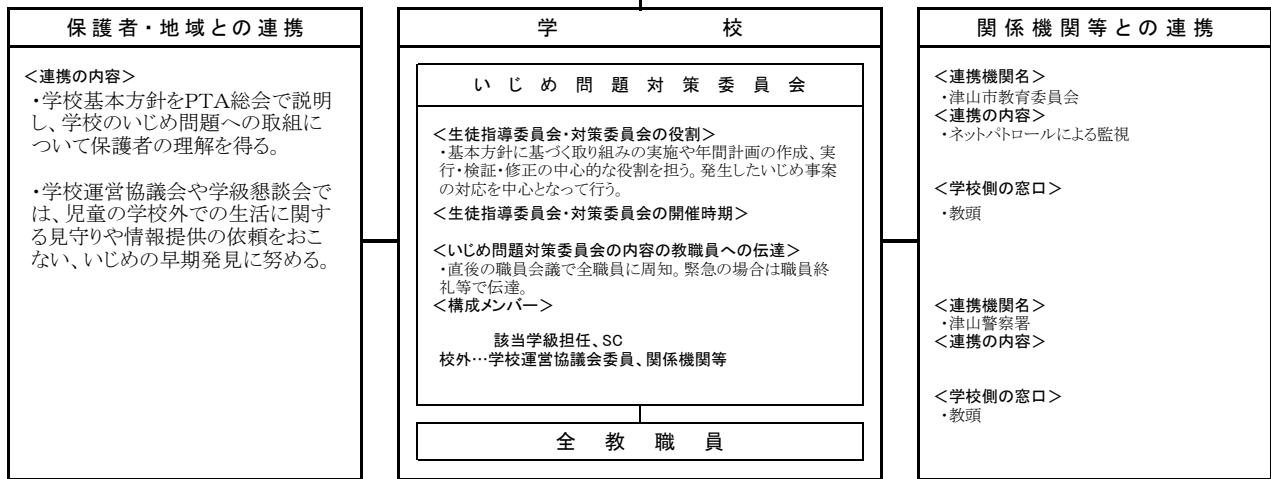 保護者・地域との連携
＜連携の内容＞
・学校基本方針をPTA総会で説明
し、学校のいじめ問題への取組に
ついて保護者の理解を得る。
・学校運営協議会や学級懇談会で
は、児童の学校外での生活に関す
る見守りや情報提供の依頼をおこ
ない、いじめの早期発見に努める。
学校
いじめ問題対策委員会
＜生徒指導委員会・対策委員会の役割＞
・基本方針に基づく取り組みの実施や年間計画の作成、実
行・検証・修正の中心的な役割を担う。発生したいじめ事案
の対応を中心となって行う。
＜生徒指導委員会・対策委員会の開催時期＞
＜いじめ問題対策委員会の内容の教職員への伝達＞
・直後の職員会議で全職員に周知。緊急の場合は職員終
礼等で伝達。
＜構成メンバー＞
該当学級担任、SC
校外…学校運営協議会委員、関係機関等
全教職員
関係機関等との連携
＜連携機関名＞
・津山市教育委員会
＜連携の内容＞
・ネットパトロールによる監視
＜学校側の窓口＞
・教頭
＜連携機関名＞
・津山警察署
＜連携の内容＞
＜学校側の窓口＞
・教頭